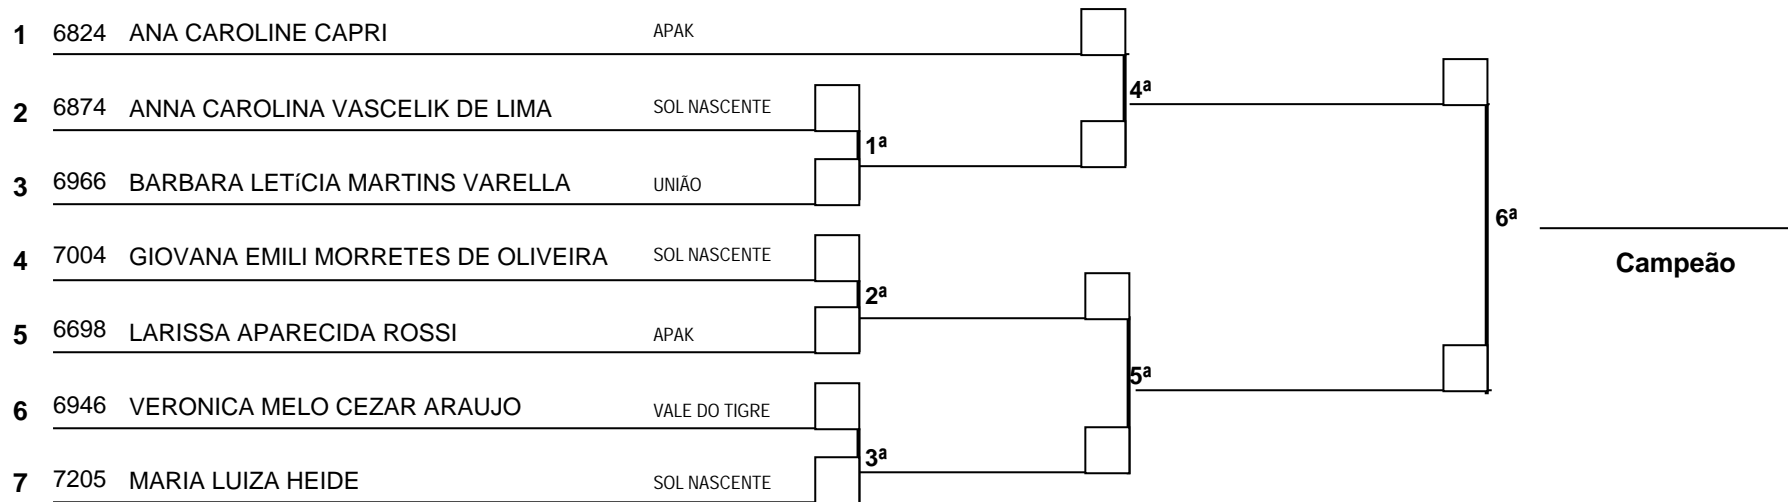 1 6824 ANA CAROLINE CAPRI APAK
4ª
2 6874 ANNA CAROLINA VASCELIK DE LIMA SOL NASCENTE
1ª
3 6966 BARBARA LETíCIA MARTINS VARELLA UNIÃO
6ª
4 7004 GIOVANA EMILI MORRETES DE OLIVEIRA SOL NASCENTE
Campeão
2ª
5 6698 LARISSA APARECIDA ROSSI APAK
5ª
6 6946 VERONICA MELO CEZAR ARAUJO VALE DO TIGRE
3ª
7 7205 MARIA LUIZA HEIDE SOL NASCENTE